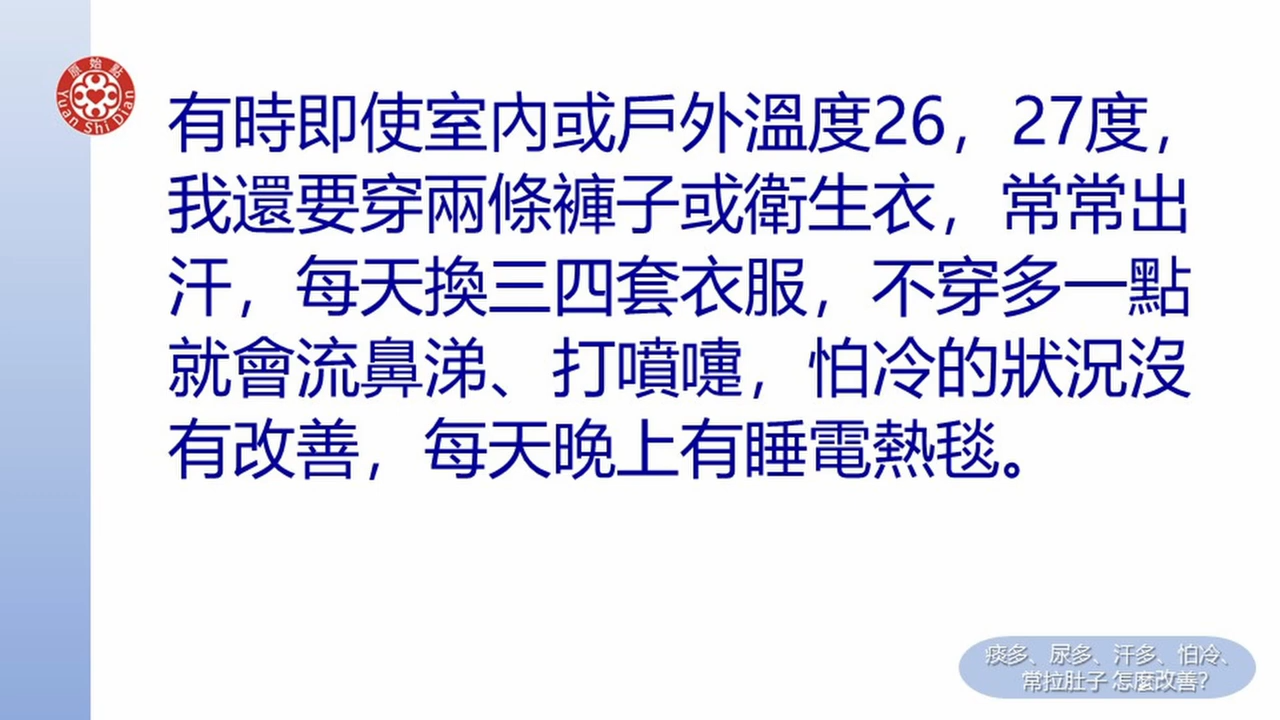 原始點
Yuan Shi Dian
有時即使室內或戶外溫度26，27度，
我還要穿兩條褲子或衛生衣，常常出
汗，每天換三四套衣服，不穿多一點
就會流鼻涕、打噴嚏，怕冷的狀況沒
有改善，每天晚上有睡電熱毯。
痰多、尿多、汗多、怕冷、
常拉肚子 怎麼改善?